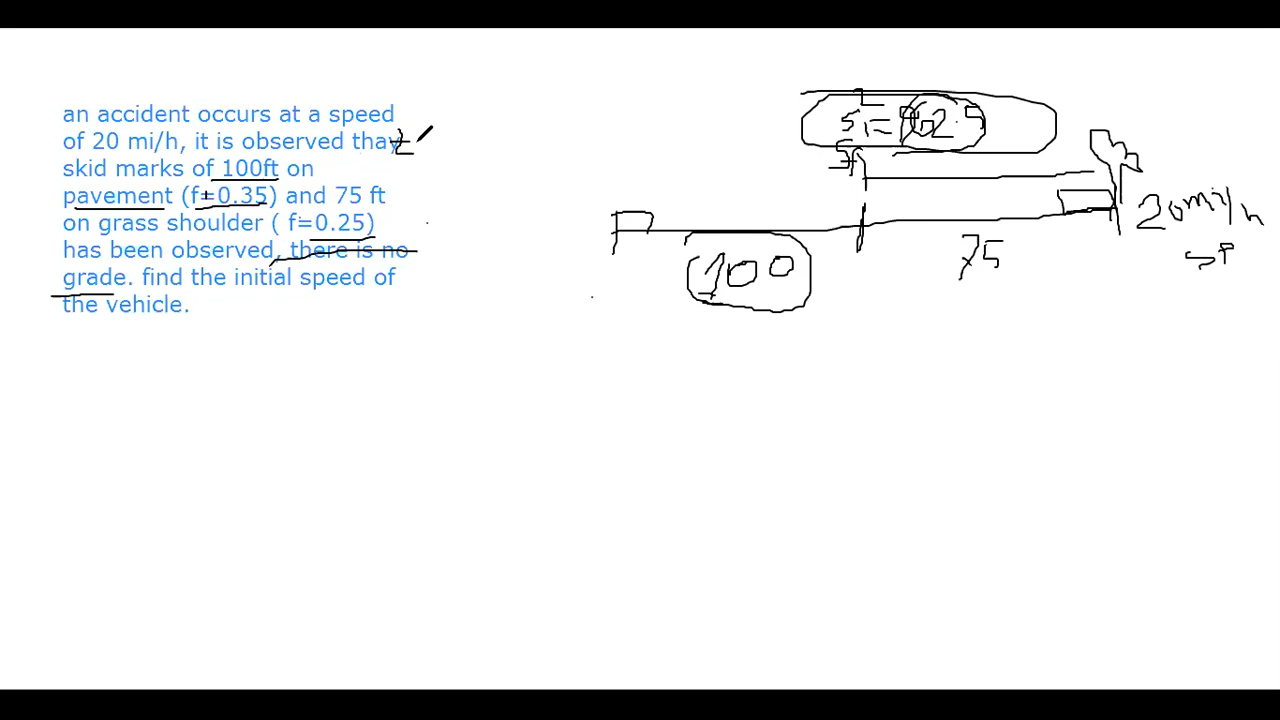 an accident occurs at a speed
of 20 mi/h, it is observed thay
skid marks of 100ft on
pavement (f=0.35) and 75 ft
on grass shoulder ( f=0.25)
has been observed, there is no
grade. find the initial speed of
the vehicle.
20mi/h
75
100